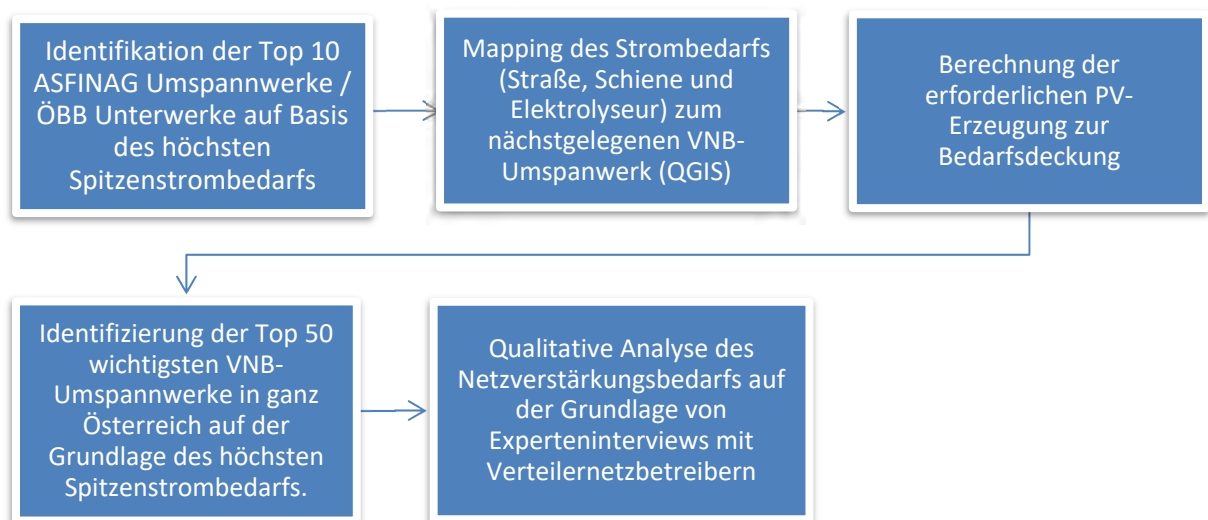 Identifikation der Top 10
ASFINAG Umspannwerke /
ÖBB Unterwerke auf Basis
des höchsten
Spitzenstrombedarfs
Mapping des Strombedarfs
(Straße, Schiene und
Elektrolyseur) zum
nächstgelegenen VNB-
Umspanwerk (QGIS)
Berechnung der
erforderlichen PV-
Erzeugung zur
Bedarfsdeckung
Identifizierung der Top 50
wichtigsten VNB-
Umspannwerke in ganz
Österreich auf der
Grundlage des höchsten
Spitzenstrombedarfs.
Qualitative Analyse des
Netzverstärkungsbedarfs auf
der Grundlage von
Experteninterviews mit
Verteilernetzbetreibern